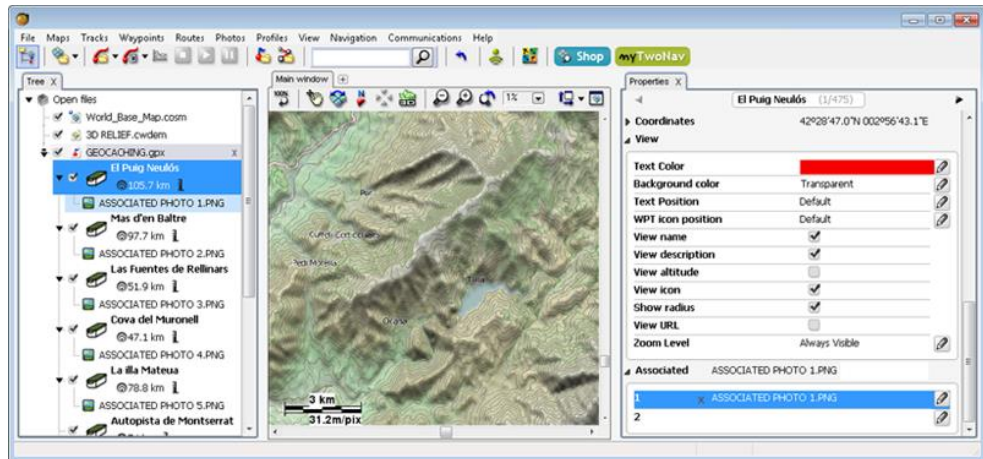 File Maps Tracks Waypoints Routes Photos Profiles View Navigation Communications Help
Shop
myTwoNav
Tree X
Open files
World_Base_Map.cosm
3D RELIEF.cwdem
GEOCACHING.gpx X
El Puig Neulós
105.7 km
ASSOCIATED PHOTO 1.PNG
Mas d'en Baltre
97.7 km
ASSOCIATED PHOTO 2.PNG
Las Fuentes de Rellinars
51.9 km
ASSOCIATED PHOTO 3.PNG
Cova del Muronell
47.1 km
ASSOCIATED PHOTO 4.PNG
La illa Mateua
78.8 km
ASSOCIATED PHOTO 5.PNG
Autopista de Montserrat
Main window
100%
1%
3 km
31.2m/pix
Properties X
El Puig Neulós (1/475)
Coordinates 42º28'47.0"N 002º56'43.1"E
View
Text Color
Background color Transparent
Text Position Default
WPT icon position Default
View name
View description
View altitude
View icon
Show radius
View URL
Zoom Level Always Visible
Associated ASSOCIATED PHOTO 1.PNG
1 x ASSOCIATED PHOTO 1.PNG
2